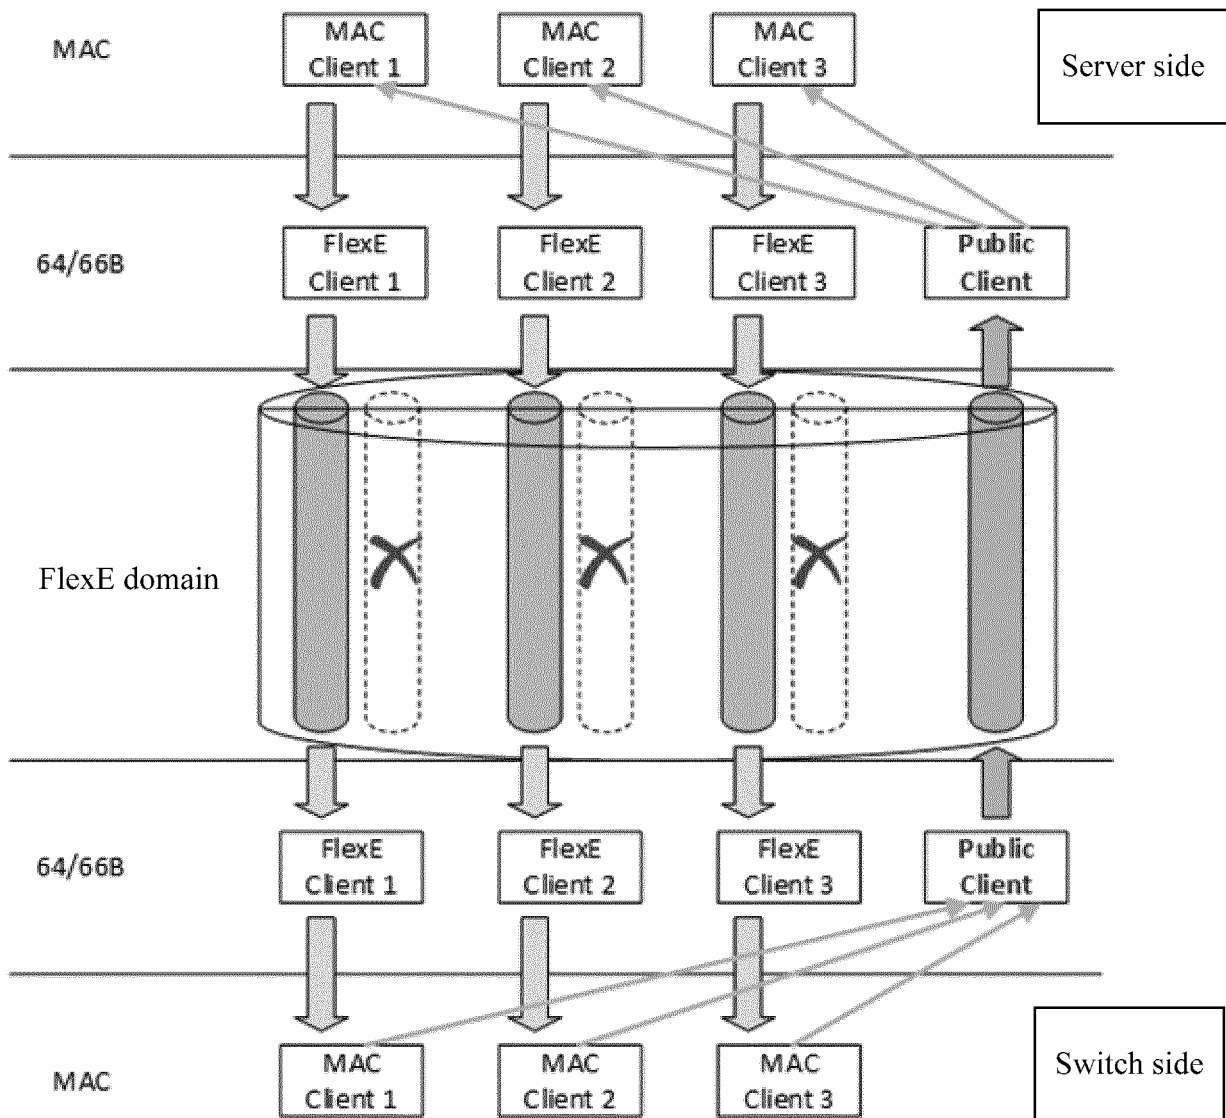 MAC
MAC
Client 1
MAC
Client 2
MAC
Client 3
Server side
64/66B
FlexE
Client 1
FlexE
Client 2
FlexE
Client 3
Public
Client
FlexE domain
64/66B
FlexE
Client 1
FlexE
Client 2
FlexE
Client 3
Public
Client
MAC
MAC
Client 1
MAC
Client 2
MAC
Client 3
Switch side